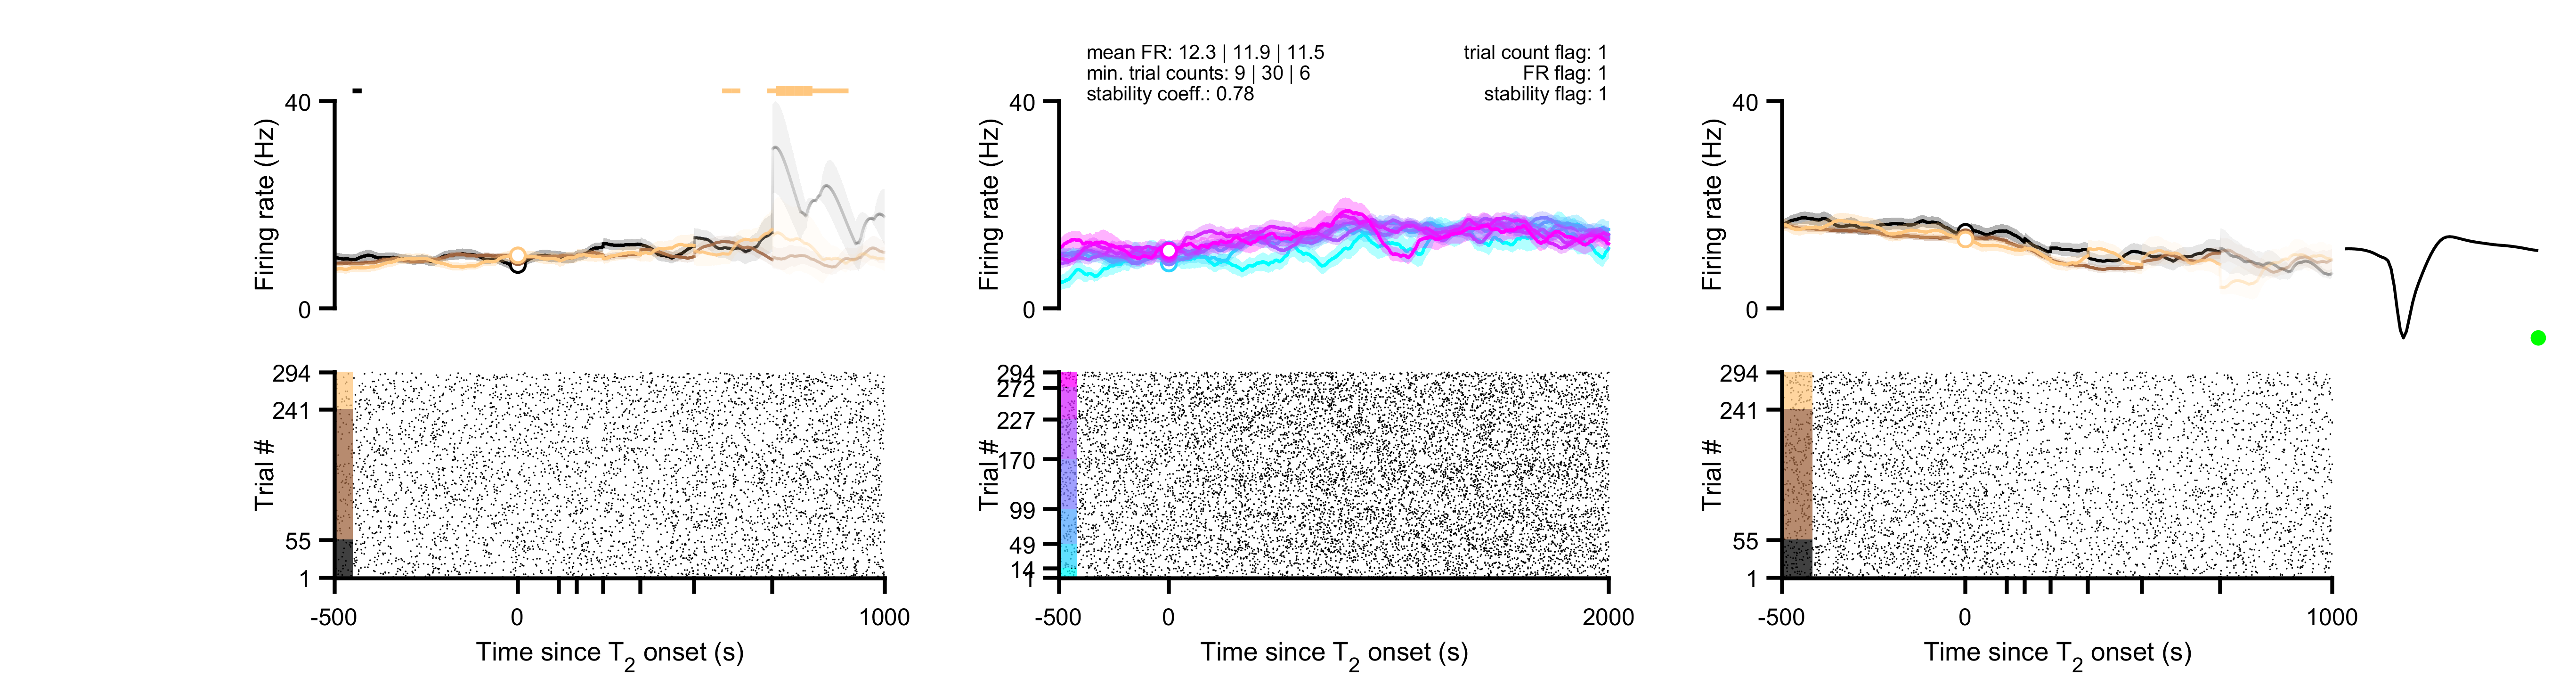 mean FR: 12.3 | 11.9 | 11.5
min. trial counts: 9 | 30 | 6
stability coeff.: 0.78
trial count flag: 1
FR flag: 1
stability flag: 1
40
0
Firing rate (Hz)
294
241
55
1
Trial #
-500
0
1000
Time since T2 onset (s)
40
0
Firing rate (Hz)
294
272
227
170
99
49
14
1
Trial #
-500
0
2000
Time since T2 onset (s)
40
0
Firing rate (Hz)
294
241
55
1
Trial #
-500
0
1000
Time since T2 onset (s)